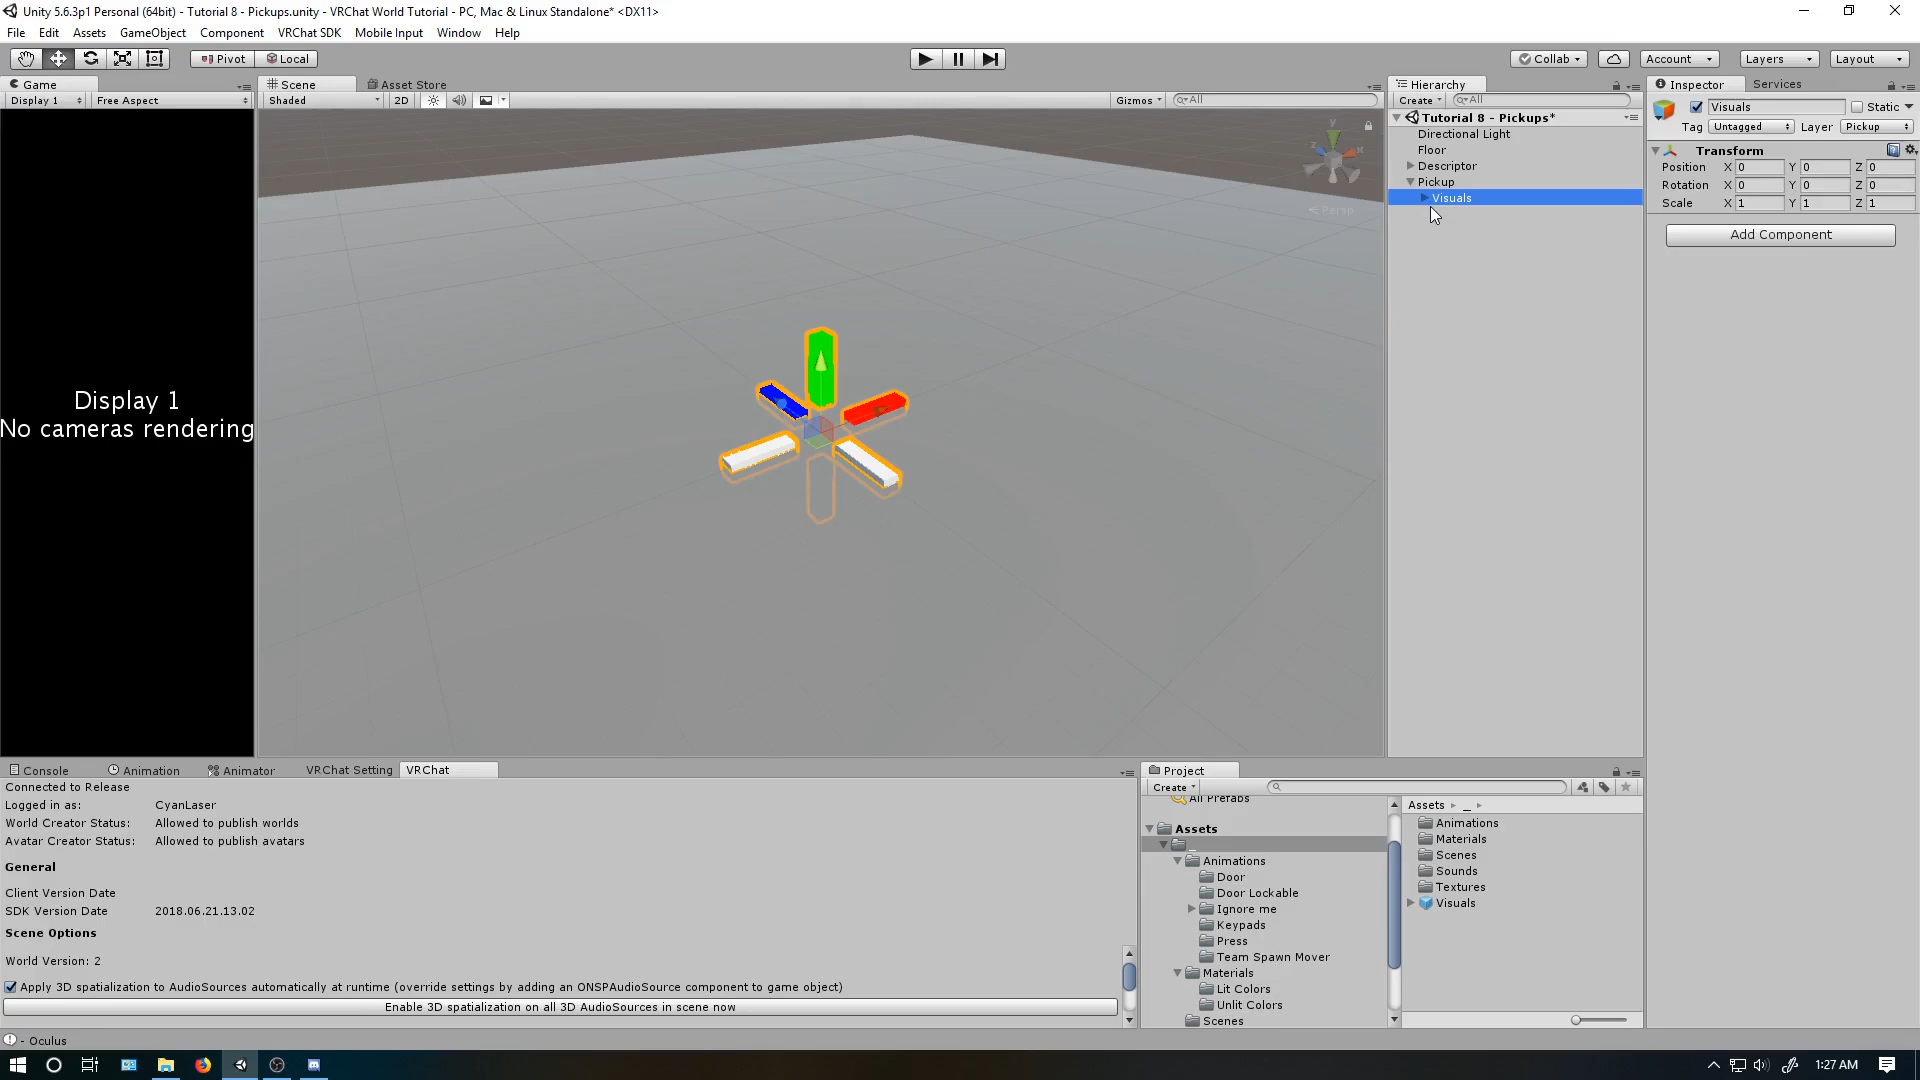 Unity 5.6.3p1 Personal (64bit) - Tutorial 8 - Pickups.unity - VRChat World Tutorial - PC, Mac & Linux Standalone* <DX11>
File Edit Assets GameObject Component VRChat SDK Mobile Input Window Help
Pivot Local Collab Account Layers Layout
Game Scene Asset Store Hierarchy Inspector Services
Display 1 Free Aspect Shaded 2D Gizmos All Create All
Visuals Static
Tag Untagged Layer Pickup
Tutorial 8 - Pickups*
Directional Light
Floor
Descriptor
Pickup
Visuals
Transform
Position X 0 Y 0 Z 0
Rotation X 0 Y 0 Z 0
Scale X 1 Y 1 Z 1
Add Component
y
x
z
Persp
Display 1
No cameras rendering
Console Animation Animator VRChat Setting VRChat
Connected to Release
Logged in as: CyanLaser
World Creator Status: Allowed to publish worlds
Avatar Creator Status: Allowed to publish avatars
General
Client Version Date
SDK Version Date 2018.06.21.13.02
Scene Options
World Version: 2
Apply 3D spatialization to AudioSources automatically at runtime (override settings by adding an ONSPAudioSource component to game object)
Enable 3D spatialization on all 3D AudioSources in scene now
Project
Create
All Prefabs
Assets
_
Animations
Door
Door Lockable
Ignore me
Keypads
Press
Team Spawn Mover
Materials
Lit Colors
Unlit Colors
Scenes
Assets _
Animations
Materials
Scenes
Sounds
Textures
Visuals
- Oculus
1:27 AM